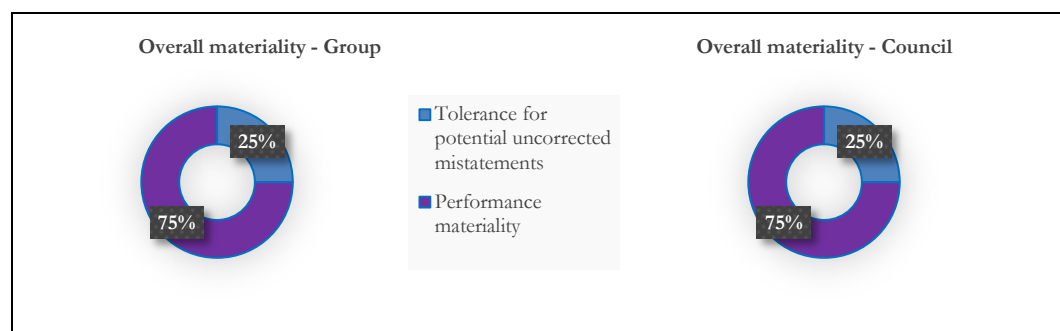 Overall materiality - Group
25%
75%
Tolerance for
potential uncorrected
mistatements
Performance
materiality
Overall materiality - Council
25%
75%